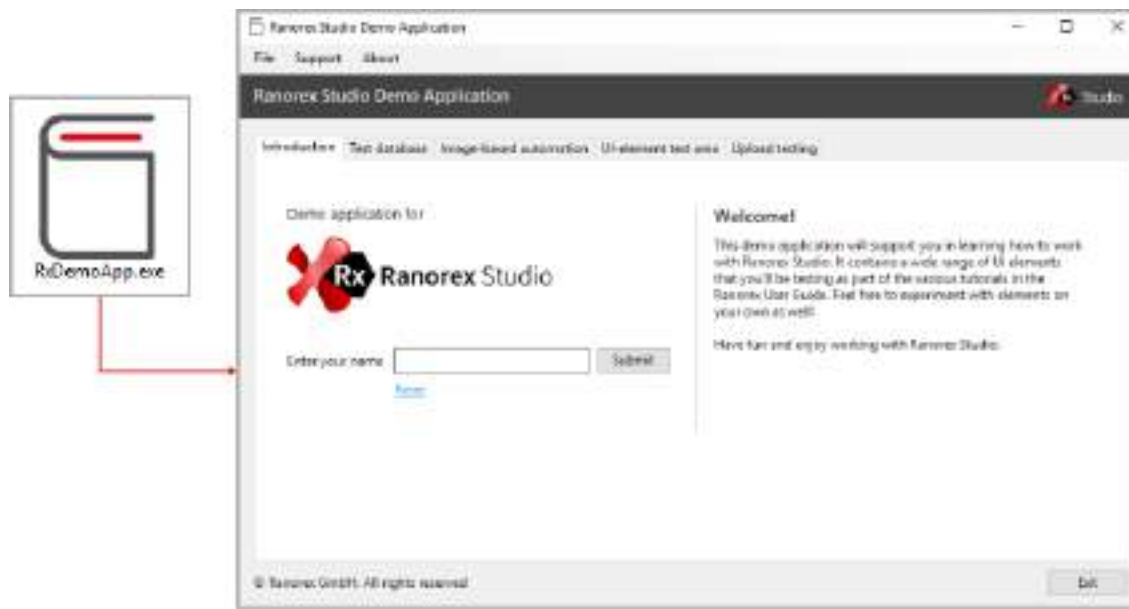 Ranorex Studio Demo Application
File Support About
Ranorex Studio Demo Application
Studio
Introduction Test database Image-based automation UI-element test area Upload testing
RxDemoApp.exe
Demo application for
Rx Ranorex Studio
Enter your name
Submit
Reset
Welcome!
This demo application will support you in learning how to work
with Ranorex Studio. It contains a wide range of UI elements
that you'll be testing as part of the various tutorials in the
Ranorex User Guide. Feel free to experiment with elements on
your own as well!
Have fun and enjoy working with Ranorex Studio.
© Ranorex GmbH. All rights reserved
Exit